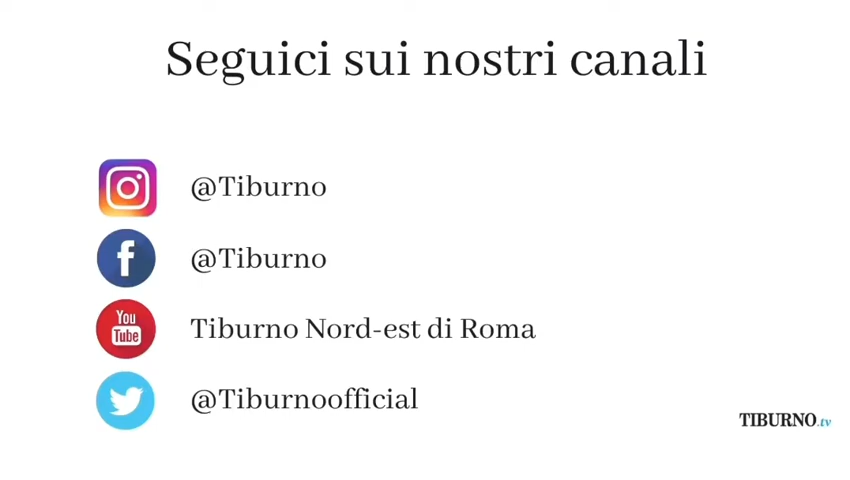 Seguici sui nostri canali
@Tiburno
@Tiburno
You
Tube
Tiburno Nord-est di Roma
@Tiburnoofficial
TIBURNO.tv